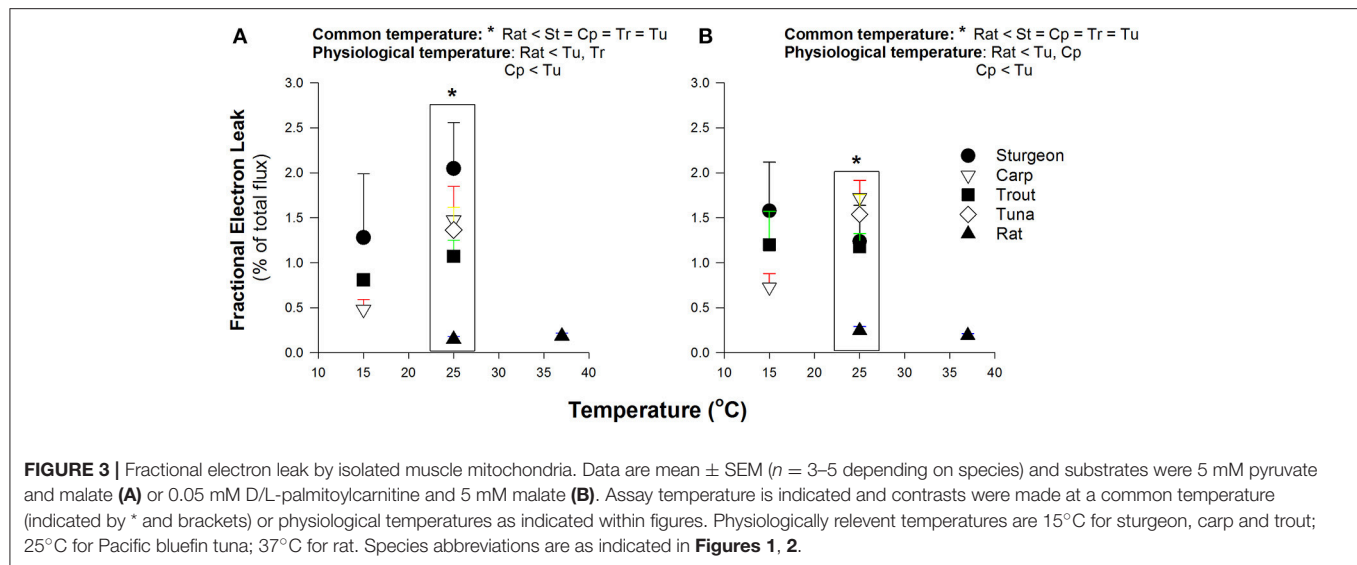 A
Common temperature: * Rat < St = Cp = Tr = Tu
Physiological temperature: Rat < Tu, Tr
Cp < Tu
B
Common temperature: * Rat < St = Cp = Tr = Tu
Physiological temperature: Rat < Tu, Cp
Cp < Tu
Fractional Electron Leak
(% of total flux)
3.0
2.5
2.0
1.5
1.0
0.5
0.0
*
10 15 20 25 30 35 40
3.0
2.5
2.0
1.5
1.0
0.5
0.0
*
10 15 20 25 30 35 40
Sturgeon
Carp
Trout
Tuna
Rat
Temperature (°C)
FIGURE 3 | Fractional electron leak by isolated muscle mitochondria. Data are mean ± SEM (n = 3–5 depending on species) and substrates were 5 mM pyruvate
and malate (A) or 0.05 mM D/L-palmitoylcarnitine and 5 mM malate (B). Assay temperature is indicated and contrasts were made at a common temperature
(indicated by * and brackets) or physiological temperatures as indicated within figures. Physiologically relevent temperatures are 15°C for sturgeon, carp and trout;
25°C for Pacific bluefin tuna; 37°C for rat. Species abbreviations are as indicated in Figures 1, 2.